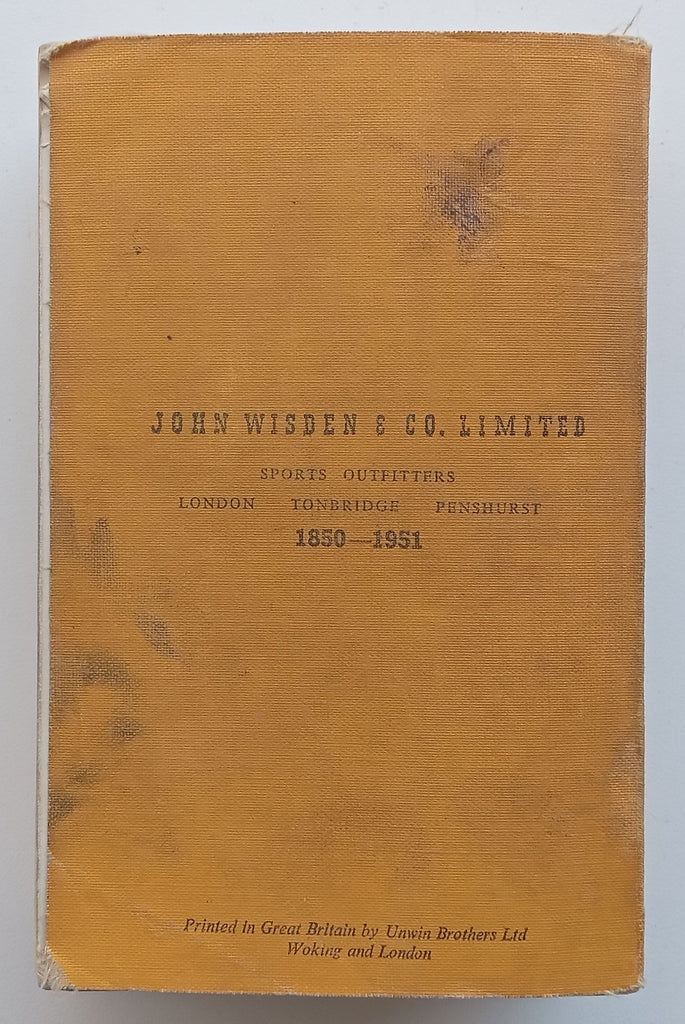 JOHN WISDEN & CO. LIMITED
SPORTS OUTFITTERS
LONDON TONBRIDGE PENSHURST
1850—1951
Printed in Great Britain by Unwin Brothers Ltd
Woking and London